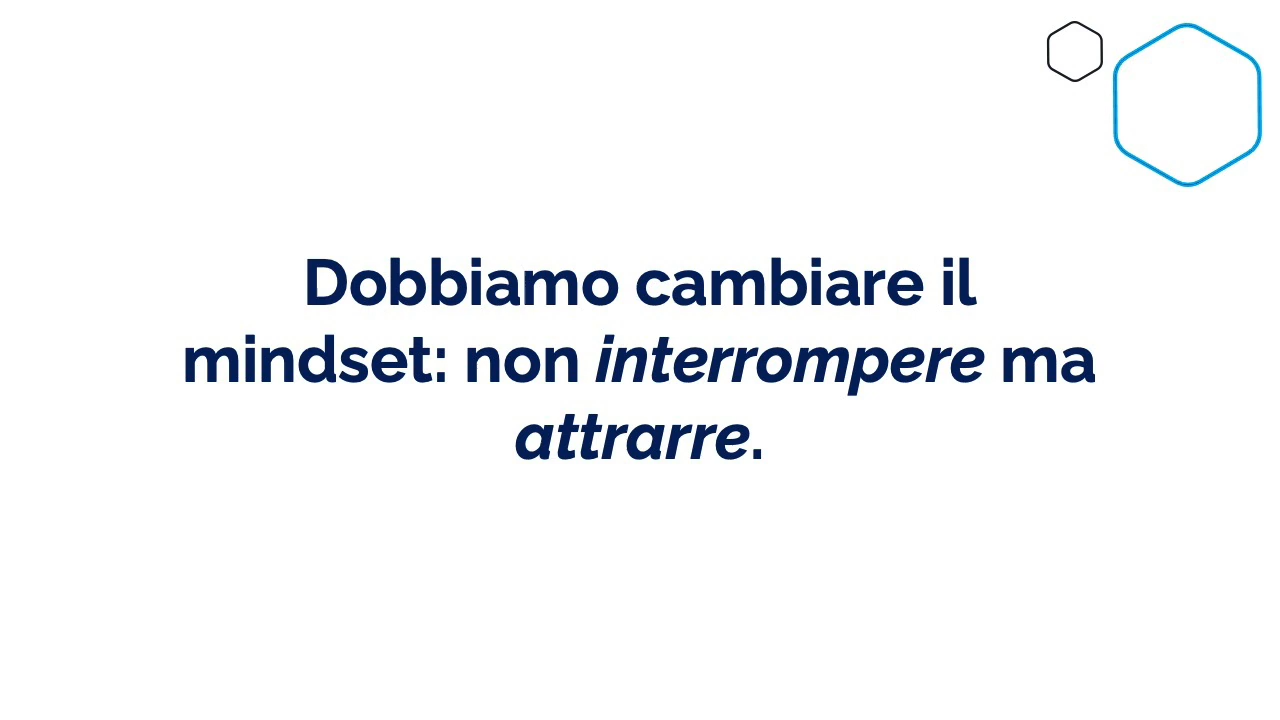 Dobbiamo cambiare il
mindset: non interrompere ma
attrarre.